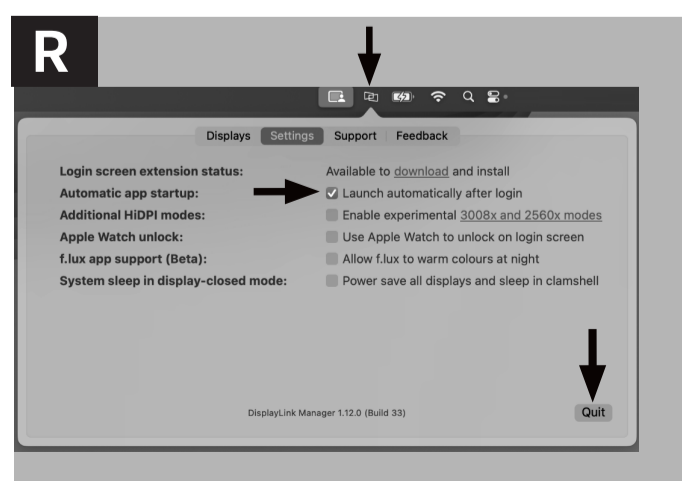 R
Displays Settings Support Feedback
Login screen extension status: Available to download and install
Automatic app startup: Launch automatically after login
Additional HiDPI modes: Enable experimental 3008x and 2560x modes
Apple Watch unlock: Use Apple Watch to unlock on login screen
f.lux app support (Beta): Allow f.lux to warm colours at night
System sleep in display-closed mode: Power save all displays and sleep in clamshell
DisplayLink Manager 1.12.0 (Build 33) Quit